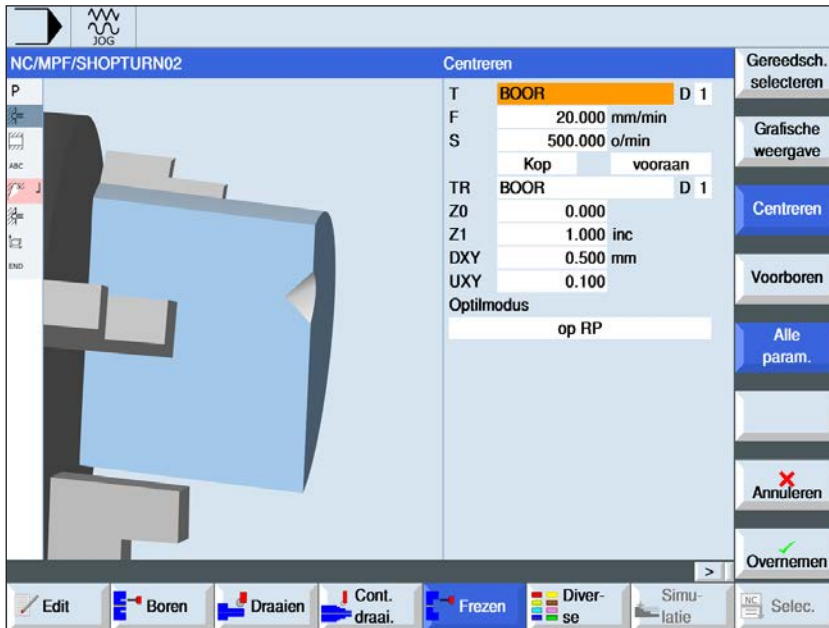 JOG
NC/MPF/SHOPTURN02
Centreren
P
ABC
END
T BOOR D 1
F 20.000 mm/min
S 500.000 o/min
Kop vooraan
TR BOOR D 1
Z0 0.000
Z1 1.000 inc
DXY 0.500 mm
UXY 0.100
Optilmodus
op RP
Gereedsch.
selecteren
Grafische
weergave
Centreren
Voorboren
Alle
param.
Annuleren
Overnemen
>
Edit
Boren
Draaien
Cont.
draai.
Frezen
Diver-
se
Simu-
latie
NC
Selec.